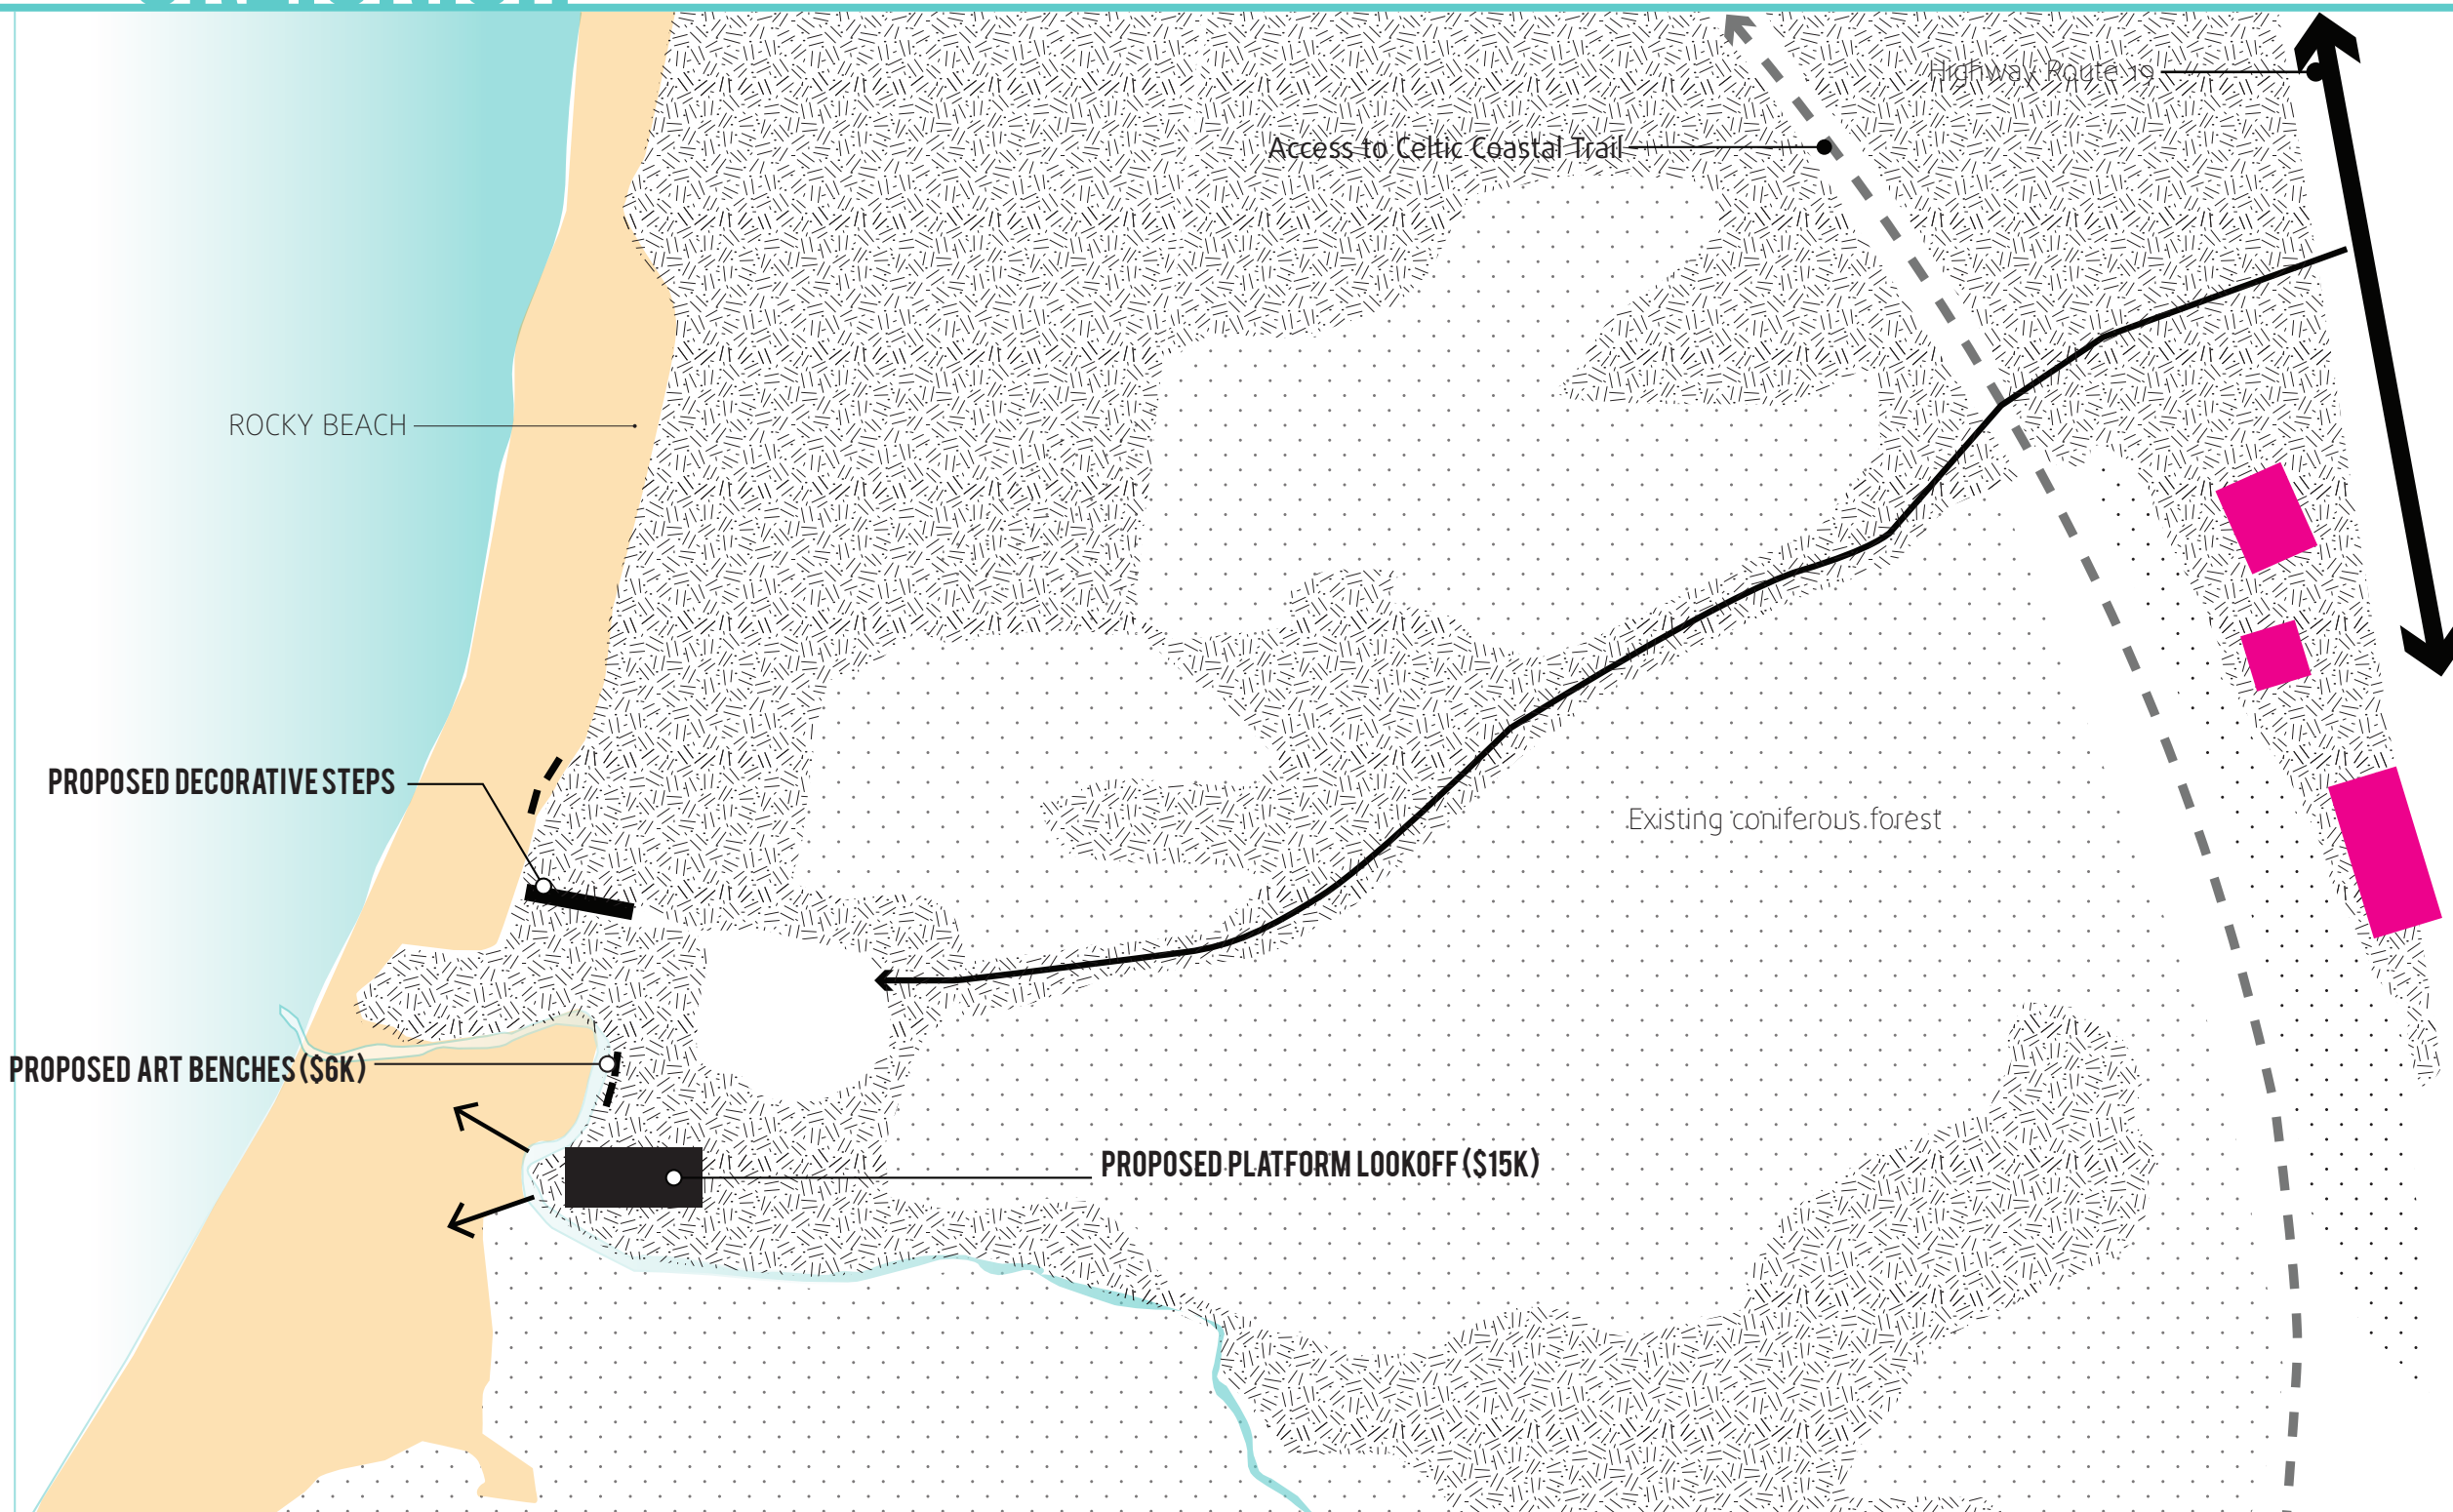 Highway Route 19
Access to Celtic Coastal Trail
ROCKY BEACH
PROPOSED DECORATIVE STEPS
Existing coniferous forest
PROPOSED ART BENCHES ($6K)
PROPOSED PLATFORM LOOKOFF ($15K)